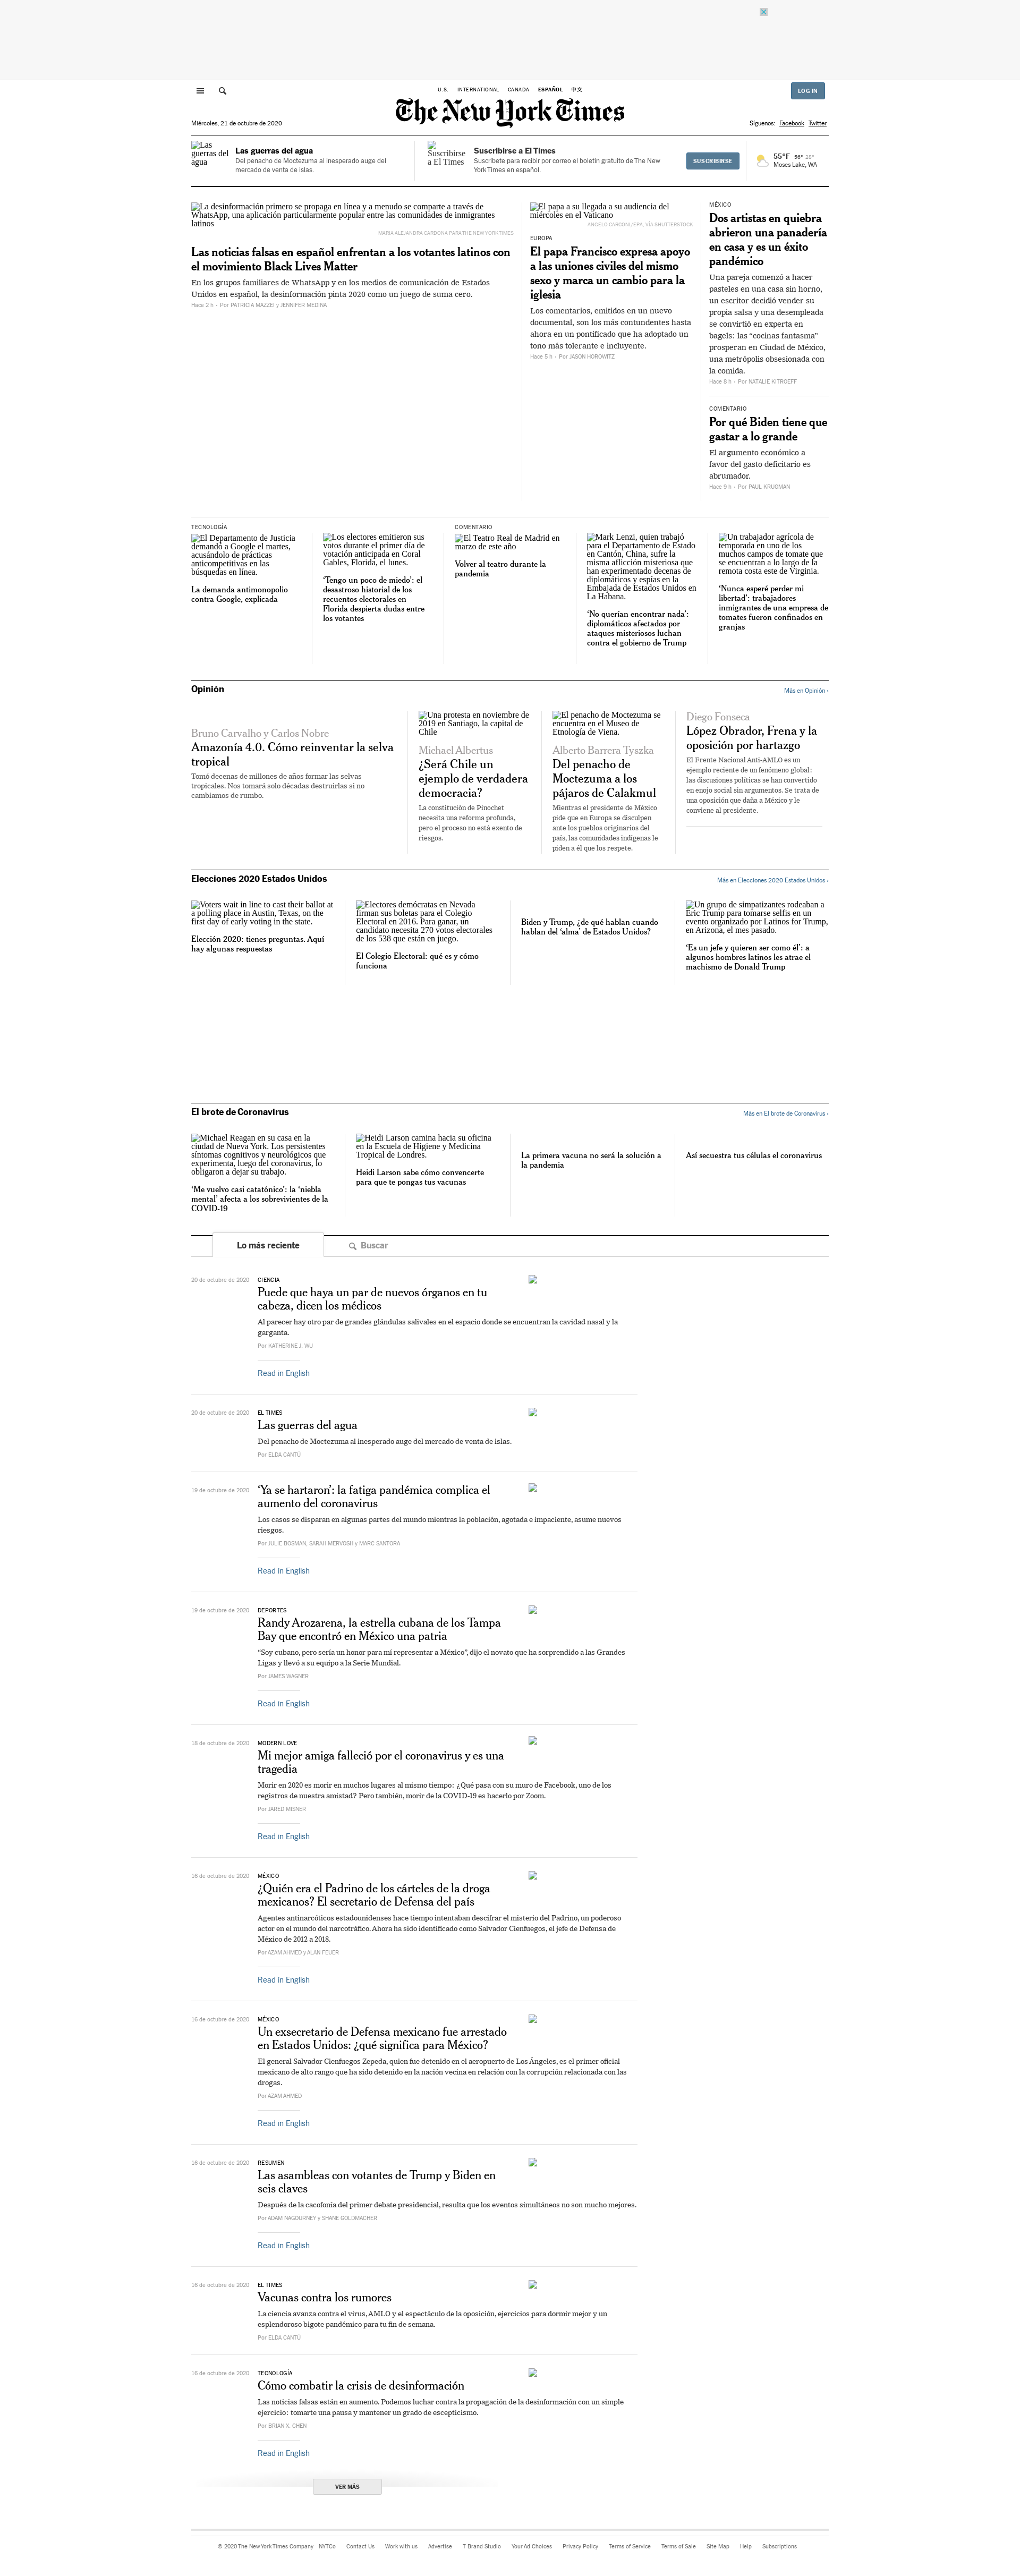 U.S. INTERNATIONAL CANADA ESPAÑOL 中文
LOG IN
The New York Times
Miércoles, 21 de octubre de 2020
Síguenos: Facebook Twitter
Las guerras del agua
Las guerras del agua
Del penacho de Moctezuma al inesperado auge del
mercado de venta de islas.
Suscribirse a El Times
Suscribirse a El Times
Suscríbete para recibir por correo el boletín gratuito de The New
York Times en español.
SUSCRIBIRSE
55°F 56° 28°
Moses Lake, WA
La desinformación primero se propaga en línea y a menudo se comparte a través de
WhatsApp, una aplicación particularmente popular entre las comunidades de inmigrantes
latinos
MARIA ALEJANDRA CARDONA PARA THE NEW YORK TIMES
Las noticias falsas en español enfrentan a los votantes latinos con
el movimiento Black Lives Matter
En los grupos familiares de WhatsApp y en los medios de comunicación de Estados
Unidos en español, la desinformación pinta 2020 como un juego de suma cero.
Hace 2 h – Por PATRICIA MAZZEI y JENNIFER MEDINA
El papa a su llegada a su audiencia del
miércoles en el Vaticano
ANGELO CARCONI/EPA, VÍA SHUTTERSTOCK
EUROPA
El papa Francisco expresa apoyo
a las uniones civiles del mismo
sexo y marca un cambio para la
iglesia
Los comentarios, emitidos en un nuevo
documental, son los más contundentes hasta
ahora en un pontificado que ha adoptado un
tono más tolerante e incluyente.
Hace 5 h – Por JASON HOROWITZ
MÉXICO
Dos artistas en quiebra
abrieron una panadería
en casa y es un éxito
pandémico
Una pareja comenzó a hacer
pasteles en una casa sin horno,
un escritor decidió vender su
propia salsa y una desempleada
se convirtió en experta en
bagels: las “cocinas fantasma”
prosperan en Ciudad de México,
una metrópolis obsesionada con
la comida.
Hace 8 h – Por NATALIE KITROEFF
COMENTARIO
Por qué Biden tiene que
gastar a lo grande
El argumento económico a
favor del gasto deficitario es
abrumador.
Hace 9 h – Por PAUL KRUGMAN
TECNOLOGÍA
El Departamento de Justicia
demandó a Google el martes,
acusándolo de prácticas
anticompetitivas en las
búsquedas en línea.
La demanda antimonopolio
contra Google, explicada
Los electores emitieron sus
votos durante el primer día de
votación anticipada en Coral
Gables, Florida, el lunes.
‘Tengo un poco de miedo’: el
desastroso historial de los
recuentos electorales en
Florida despierta dudas entre
los votantes
COMENTARIO
El Teatro Real de Madrid en
marzo de este año
Volver al teatro durante la
pandemia
Mark Lenzi, quien trabajó
para el Departamento de Estado
en Cantón, China, sufre la
misma aflicción misteriosa que
han experimentado decenas de
diplomáticos y espías en la
Embajada de Estados Unidos en
La Habana.
‘No querían encontrar nada’:
diplomáticos afectados por
ataques misteriosos luchan
contra el gobierno de Trump
Un trabajador agrícola de
temporada en uno de los
muchos campos de tomate que
se encuentran a lo largo de la
remota costa este de Virginia.
‘Nunca esperé perder mi
libertad’: trabajadores
inmigrantes de una empresa de
tomates fueron confinados en
granjas
Opinión
Más en Opinión ›
Bruno Carvalho y Carlos Nobre
Amazonía 4.0. Cómo reinventar la selva
tropical
Tomó decenas de millones de años formar las selvas
tropicales. Nos tomará solo décadas destruirlas si no
cambiamos de rumbo.
Una protesta en noviembre de
2019 en Santiago, la capital de
Chile
Michael Albertus
¿Será Chile un
ejemplo de verdadera
democracia?
La constitución de Pinochet
necesita una reforma profunda,
pero el proceso no está exento de
riesgos.
El penacho de Moctezuma se
encuentra en el Museo de
Etnología de Viena.
Alberto Barrera Tyszka
Del penacho de
Moctezuma a los
pájaros de Calakmul
Mientras el presidente de México
pide que en Europa se disculpen
ante los pueblos originarios del
país, las comunidades indígenas le
piden a él que los respete.
Diego Fonseca
López Obrador, Frena y la
oposición por hartazgo
El Frente Nacional Anti-AMLO es un
ejemplo reciente de un fenómeno global:
las discusiones políticas se han convertido
en enojo social sin argumentos. Se trata de
una oposición que daña a México y le
conviene al presidente.
Elecciones 2020 Estados Unidos
Más en Elecciones 2020 Estados Unidos ›
Voters wait in line to cast their ballot at
a polling place in Austin, Texas, on the
first day of early voting in the state.
Elección 2020: tienes preguntas. Aquí
hay algunas respuestas
Electores demócratas en Nevada
firman sus boletas para el Colegio
Electoral en 2016. Para ganar, un
candidato necesita 270 votos electorales
de los 538 que están en juego.
El Colegio Electoral: qué es y cómo
funciona
Biden y Trump, ¿de qué hablan cuando
hablan del ‘alma’ de Estados Unidos?
Un grupo de simpatizantes rodeaban a
Eric Trump para tomarse selfis en un
evento organizado por Latinos for Trump,
en Arizona, el mes pasado.
‘Es un jefe y quieren ser como él’: a
algunos hombres latinos les atrae el
machismo de Donald Trump
El brote de Coronavirus
Más en El brote de Coronavirus ›
Michael Reagan en su casa en la
ciudad de Nueva York. Los persistentes
síntomas cognitivos y neurológicos que
experimenta, luego del coronavirus, lo
obligaron a dejar su trabajo.
‘Me vuelvo casi catatónico’: la ‘niebla
mental’ afecta a los sobrevivientes de la
COVID-19
Heidi Larson camina hacia su oficina
en la Escuela de Higiene y Medicina
Tropical de Londres.
Heidi Larson sabe cómo convencerte
para que te pongas tus vacunas
La primera vacuna no será la solución a
la pandemia
Así secuestra tus células el coronavirus
Lo más reciente
Buscar
20 de octubre de 2020
CIENCIA
Puede que haya un par de nuevos órganos en tu
cabeza, dicen los médicos
Al parecer hay otro par de grandes glándulas salivales en el espacio donde se encuentran la cavidad nasal y la
garganta.
Por KATHERINE J. WU
Read in English
20 de octubre de 2020
EL TIMES
Las guerras del agua
Del penacho de Moctezuma al inesperado auge del mercado de venta de islas.
Por ELDA CANTÚ
19 de octubre de 2020
‘Ya se hartaron’: la fatiga pandémica complica el
aumento del coronavirus
Los casos se disparan en algunas partes del mundo mientras la población, agotada e impaciente, asume nuevos
riesgos.
Por JULIE BOSMAN, SARAH MERVOSH y MARC SANTORA
Read in English
19 de octubre de 2020
DEPORTES
Randy Arozarena, la estrella cubana de los Tampa
Bay que encontró en México una patria
“Soy cubano, pero sería un honor para mí representar a México”, dijo el novato que ha sorprendido a las Grandes
Ligas y llevó a su equipo a la Serie Mundial.
Por JAMES WAGNER
Read in English
18 de octubre de 2020
MODERN LOVE
Mi mejor amiga falleció por el coronavirus y es una
tragedia
Morir en 2020 es morir en muchos lugares al mismo tiempo: ¿Qué pasa con su muro de Facebook, uno de los
registros de nuestra amistad? Pero también, morir de la COVID-19 es hacerlo por Zoom.
Por JARED MISNER
Read in English
16 de octubre de 2020
MÉXICO
¿Quién era el Padrino de los cárteles de la droga
mexicanos? El secretario de Defensa del país
Agentes antinarcóticos estadounidenses hace tiempo intentaban descifrar el misterio del Padrino, un poderoso
actor en el mundo del narcotráfico. Ahora ha sido identificado como Salvador Cienfuegos, el jefe de Defensa de
México de 2012 a 2018.
Por AZAM AHMED y ALAN FEUER
Read in English
16 de octubre de 2020
MÉXICO
Un exsecretario de Defensa mexicano fue arrestado
en Estados Unidos: ¿qué significa para México?
El general Salvador Cienfuegos Zepeda, quien fue detenido en el aeropuerto de Los Ángeles, es el primer oficial
mexicano de alto rango que ha sido detenido en la nación vecina en relación con la corrupción relacionada con las
drogas.
Por AZAM AHMED
Read in English
16 de octubre de 2020
RESUMEN
Las asambleas con votantes de Trump y Biden en
seis claves
Después de la cacofonía del primer debate presidencial, resulta que los eventos simultáneos no son mucho mejores.
Por ADAM NAGOURNEY y SHANE GOLDMACHER
Read in English
16 de octubre de 2020
EL TIMES
Vacunas contra los rumores
La ciencia avanza contra el virus, AMLO y el espectáculo de la oposición, ejercicios para dormir mejor y un
esplendoroso bigote pandémico para tu fin de semana.
Por ELDA CANTÚ
16 de octubre de 2020
TECNOLOGÍA
Cómo combatir la crisis de desinformación
Las noticias falsas están en aumento. Podemos luchar contra la propagación de la desinformación con un simple
ejercicio: tomarte una pausa y mantener un grado de escepticismo.
Por BRIAN X. CHEN
Read in English
VER MÁS
© 2020 The New York Times Company NYTCo Contact Us Work with us Advertise T Brand Studio Your Ad Choices Privacy Policy Terms of Service Terms of Sale Site Map Help Subscriptions